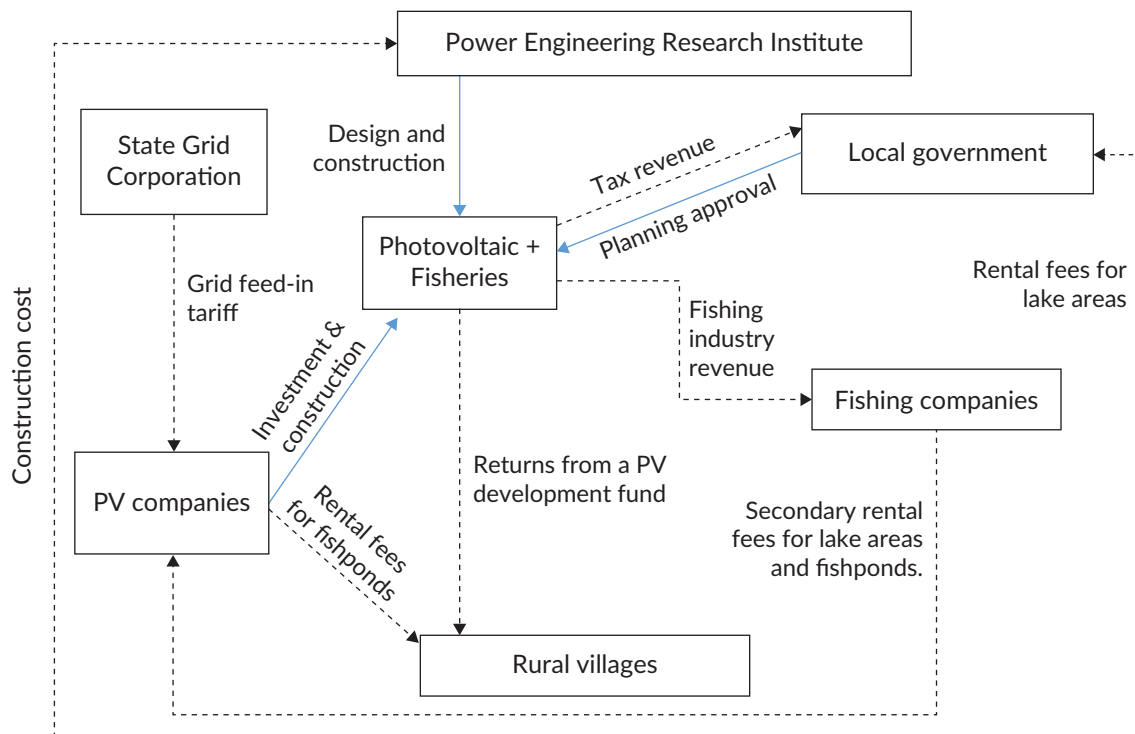 Power Engineering Research Institute
State Grid
Corporation
Design and
construction
Tax revenue
Planning approval
Local government
Photovoltaic +
Fisheries
Grid feed-in
tariff
Rental fees for
lake areas
Construction cost
Investment &
construction
Fishing
industry
revenue
Fishing companies
PV companies
Returns from a PV
development fund
Rental fees
for fishponds
Secondary rental
fees for lake areas
and fishponds.
Rural villages